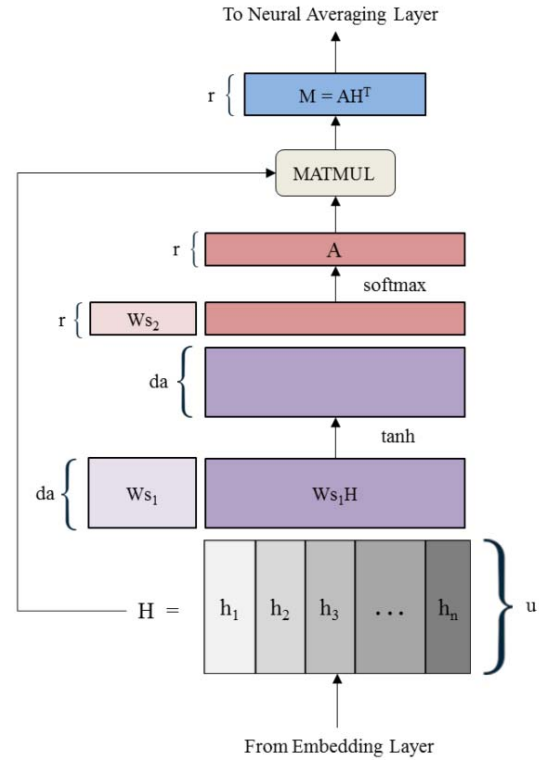 To Neural Averaging Layer
r
M = AHᵀ
MATMUL
r
A
softmax
r
Ws₂
da
tanh
da
Ws₁
Ws₁H
H =
h₁
h₂
h₃
...
hₙ
u
From Embedding Layer